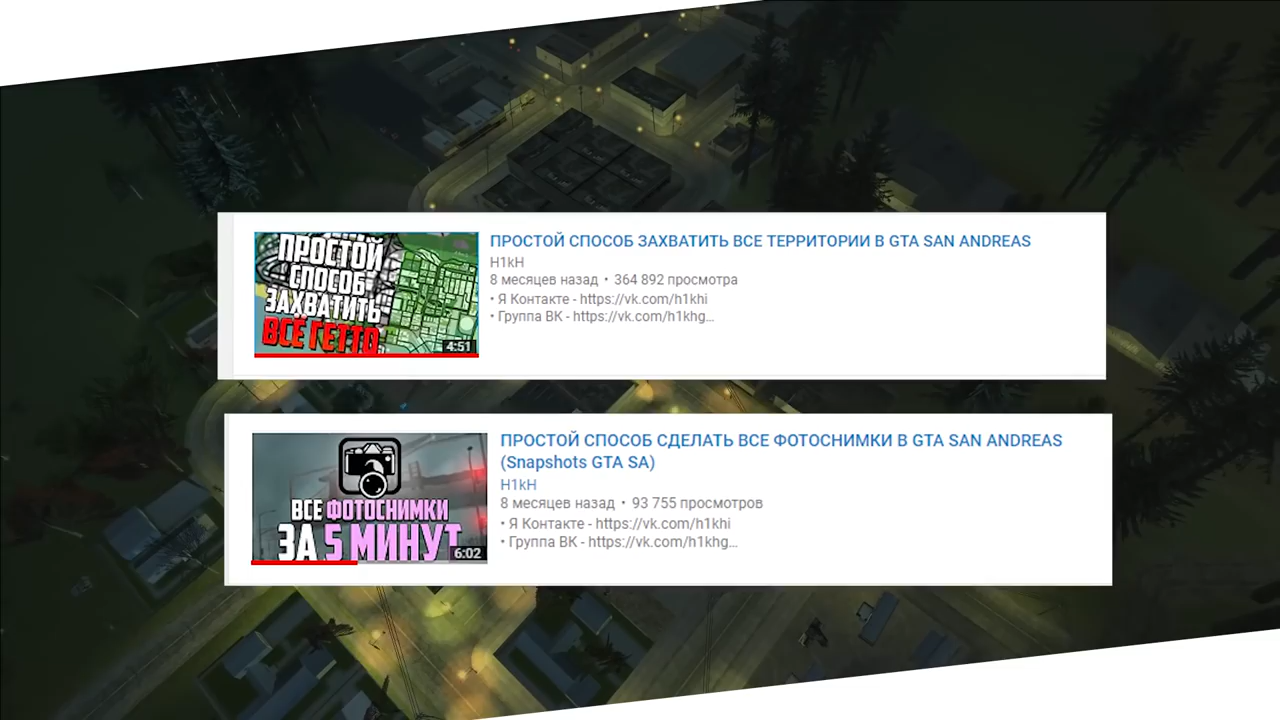 ПРОСТОЙ
СПОСОБ
ЗАХВАТИТЬ
ВСЁ ГЕТТО
4:51
ПРОСТОЙ СПОСОБ ЗАХВАТИТЬ ВСЕ ТЕРРИТОРИИ В GTA SAN ANDREAS
H1kH
8 месяцев назад • 364 892 просмотра
• Я Контакте - https://vk.com/h1khi
• Группа ВК - https://vk.com/h1khg...
ВСЕ ФОТОСНИМКИ
ЗА 5 МИНУТ
6:02
ПРОСТОЙ СПОСОБ СДЕЛАТЬ ВСЕ ФОТОСНИМКИ В GTA SAN ANDREAS
(Snapshots GTA SA)
H1kH
8 месяцев назад • 93 755 просмотров
• Я Контакте - https://vk.com/h1khi
• Группа ВК - https://vk.com/h1khg...